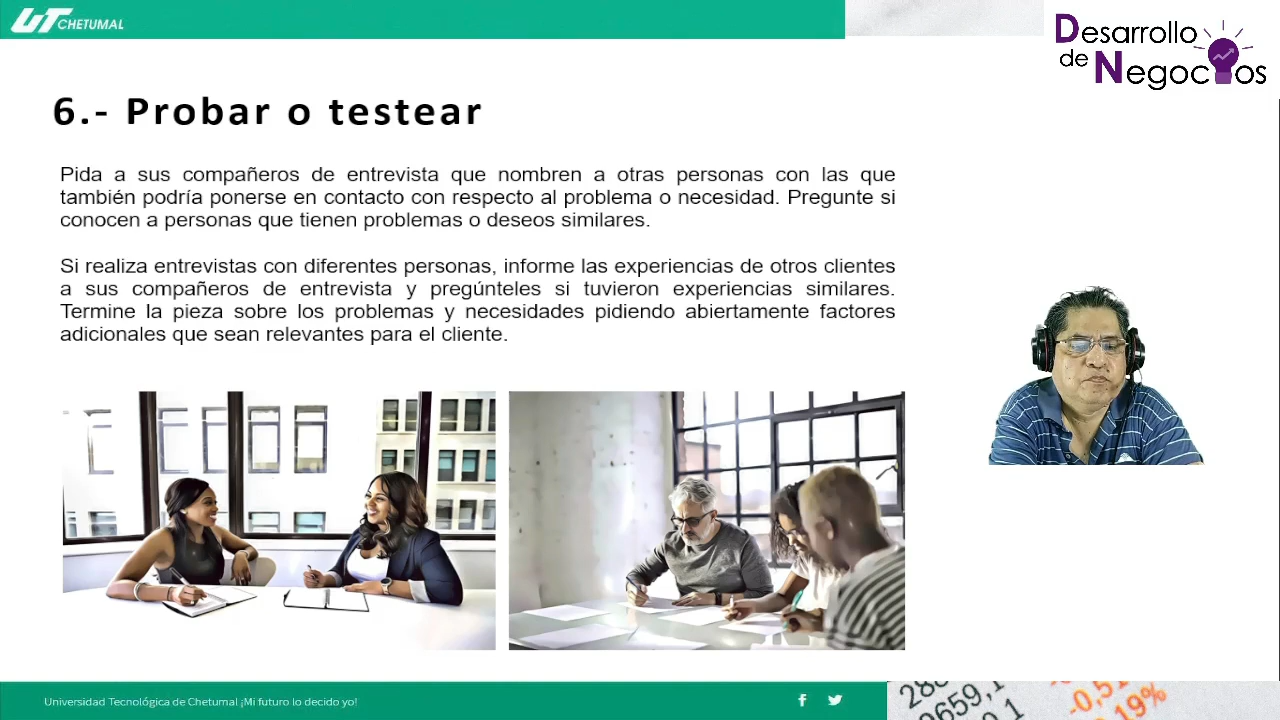 UT CHETUMAL
Desarrollo
de Negocios
6.- Probar o testear
Pida a sus compañeros de entrevista que nombren a otras personas con las que
también podría ponerse en contacto con respecto al problema o necesidad. Pregunte si
conocen a personas que tienen problemas o deseos similares.
Si realiza entrevistas con diferentes personas, informe las experiencias de otros clientes
a sus compañeros de entrevista y pregúnteles si tuvieron experiencias similares.
Termine la pieza sobre los problemas y necesidades pidiendo abiertamente factores
adicionales que sean relevantes para el cliente.
Universidad Tecnológica de Chetumal ¡Mi futuro lo decido yo!